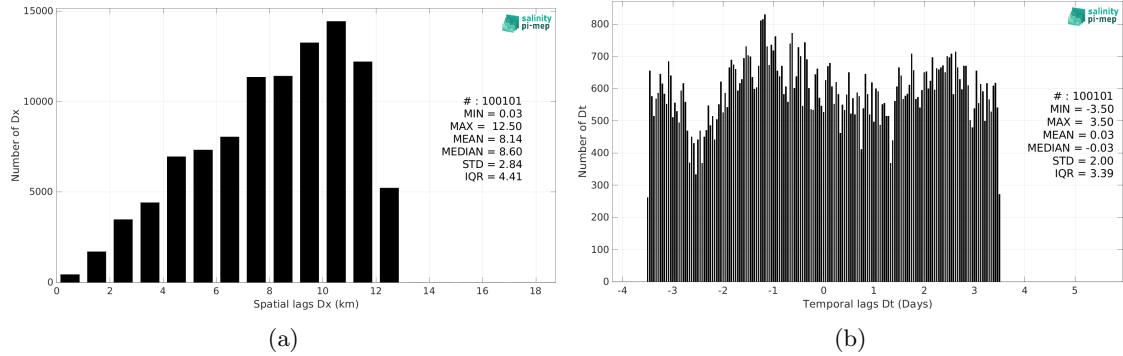 15000
10000
5000
0
Number of Dx
0 2 4 6 8 10 12 14 16 18
Spatial lags Dx (km)
salinity
pi-mep
# : 100101
MIN = 0.03
MAX = 12.50
MEAN = 8.14
MEDIAN = 8.60
STD = 2.84
IQR = 4.41
(a)
800
700
600
500
400
300
200
100
0
Number of Dt
-4 -3 -2 -1 0 1 2 3 4 5
Temporal lags Dt (Days)
salinity
pi-mep
# : 100101
MIN = -3.50
MAX = 3.50
MEAN = 0.03
MEDIAN = -0.03
STD = 2.00
IQR = 3.39
(b)